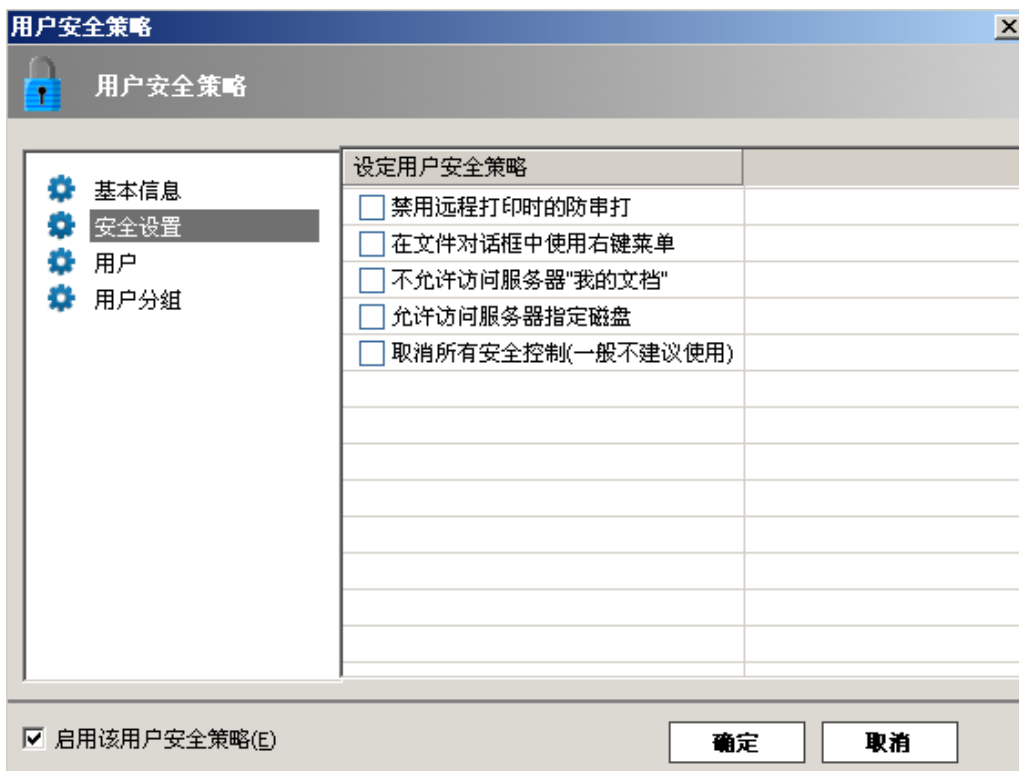 用户安全策略
用户安全策略
基本信息
安全设置
用户
用户分组
设定用户安全策略
禁用远程打印时的防串打
在文件对话框中使用右键菜单
不允许访问服务器"我的文档"
允许访问服务器指定磁盘
取消所有安全控制(一般不建议使用)
启用该用户安全策略(E)
确定
取消